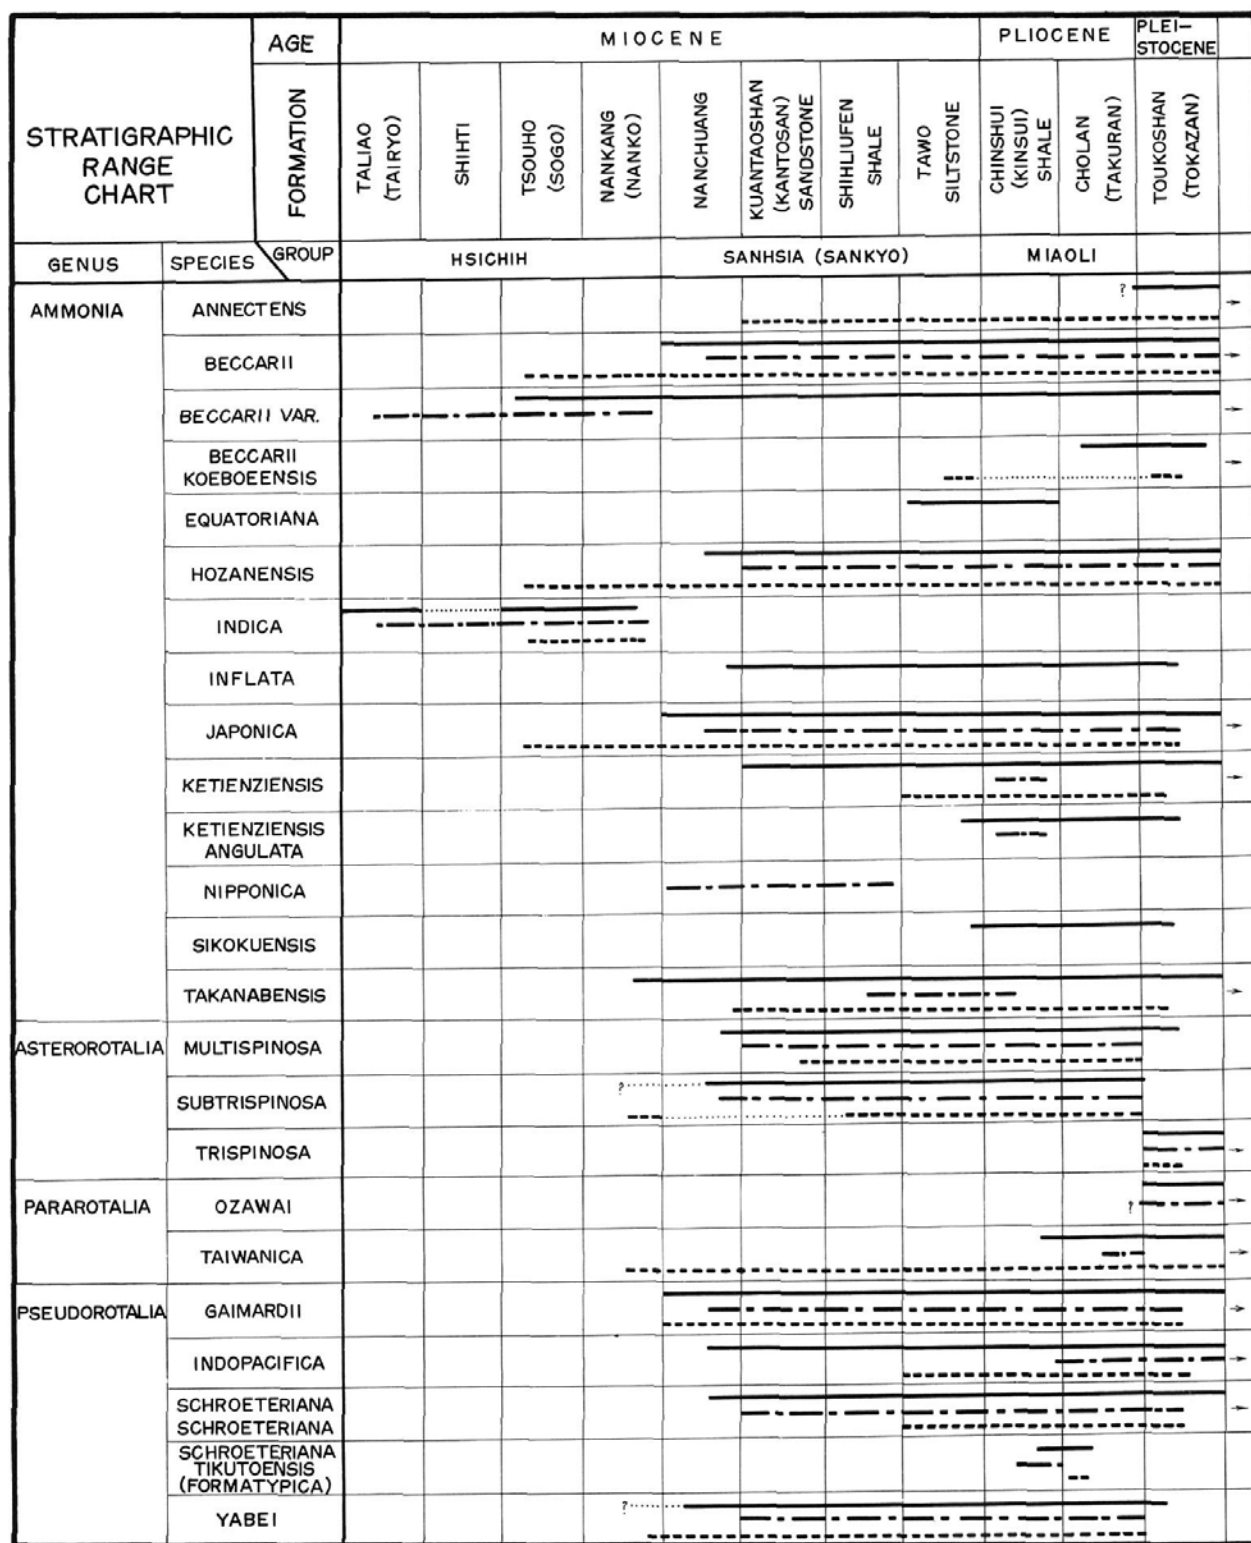 STRATIGRAPHIC
RANGE
CHART
AGE
MIOCENE
PLIOCENE
PLEI-
STOCENE
FORMATION
TALIAO
(TAIRYO)
SHIHTI
TSOUHO
(SOGO)
NANKANG
(NANKO)
NANCHUANG
KUANTAOSHAN
(KANTOSAN)
SANDSTONE
SHIHLIUFEN
SHALE
TAWO
SILTSTONE
CHINSHUI
(KINSUI)
SHALE
CHOLAN
(TAKURAN)
TOUKOSHAN
(TOKAZAN)
GENUS
SPECIES
GROUP
HSICHIH
SANHSIA (SANKYO)
MIAOLI
AMMONIA
ANNECTENS
?
BECCARII
BECCARII VAR.
BECCARII
KOEBOEENSIS
EQUATORIANA
HOZANENSIS
INDICA
INFLATA
JAPONICA
KETIENZIENSIS
KETIENZIENSIS
ANGULATA
NIPPONICA
SIKOKUENSIS
TAKANABENSIS
ASTEROROTALIA
MULTISPINOSA
SUBTRISPINOSA
?
TRISPINOSA
PARAROTALIA
OZAWAI
?
TAIWANICA
PSEUDOROTALIA
GAIMARDII
INDOPACIFICA
SCHROETERIANA
SCHROETERIANA
SCHROETERIANA
TIKUTOENSIS
(FORMATYPICA)
YABEI
?